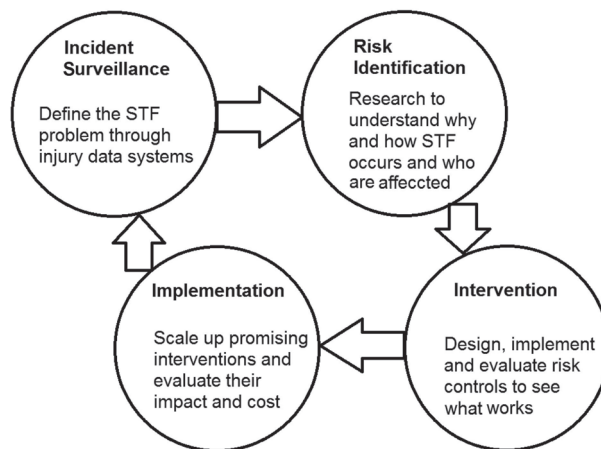 Incident
Surveillance
Define the STF
problem through
injury data systems
Risk
Identification
Research to
understand why
and how STF
occurs and who
are affeccted
Intervention
Design, implement
and evaluate risk
controls to see
what works
Implementation
Scale up promising
interventions and
evaluate their
impact and cost